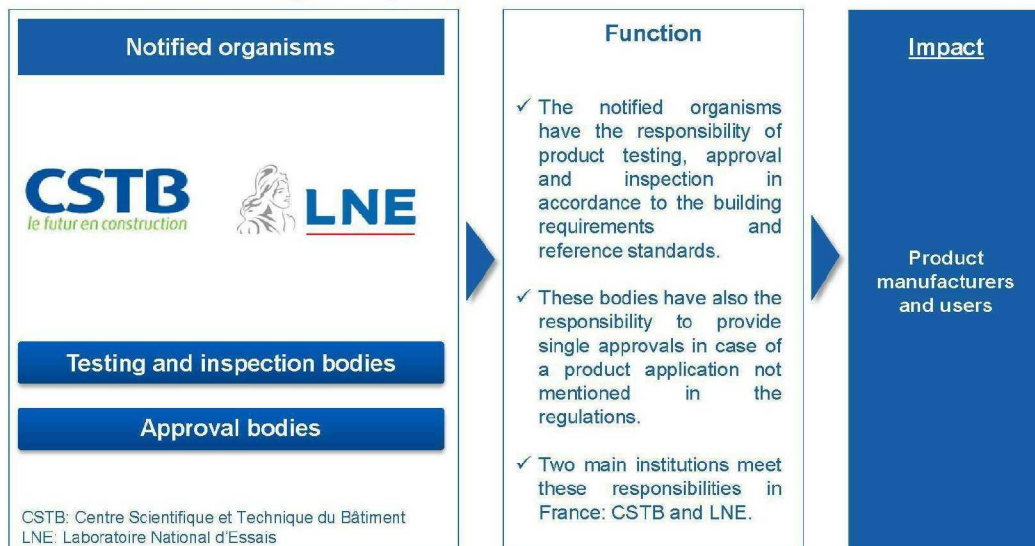 Notified organisms
CSTB
le futur en construction
LNE
Testing and inspection bodies
Approval bodies
CSTB: Centre Scientifique et Technique du Bâtiment
LNE: Laboratoire National d'Essais
Function
✓ The notified organisms
have the responsibility of
product testing, approval
and inspection in
accordance to the building
requirements and
reference standards.
✓ These bodies have also the
responsibility to provide
single approvals in case of
a product application not
mentioned in the
regulations.
✓ Two main institutions meet
these responsibilities in
France: CSTB and LNE.
Impact
Product
manufacturers
and users